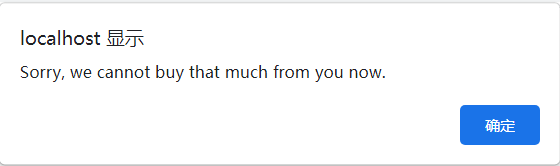 localhost 显示
Sorry, we cannot buy that much from you now.
确定